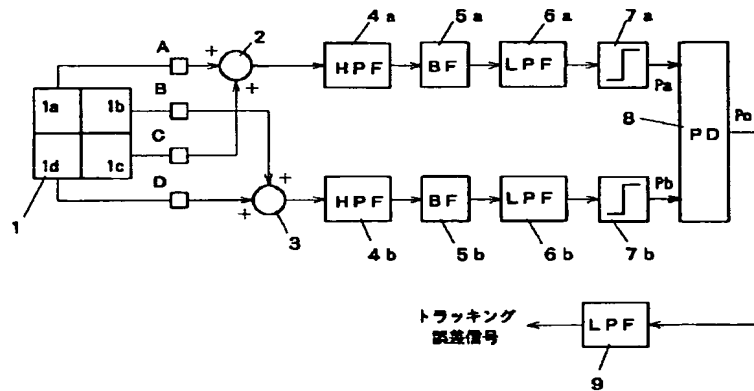 4a 5a 6a 7a
A + 2
HPF BF LPF
1a 1b B + Pa
8 PD Po
1d 1c C
D + Pb
1 + 3
HPF BF LPF
4b 5b 6b 7b
トラッキング
誤差信号
LPF
9